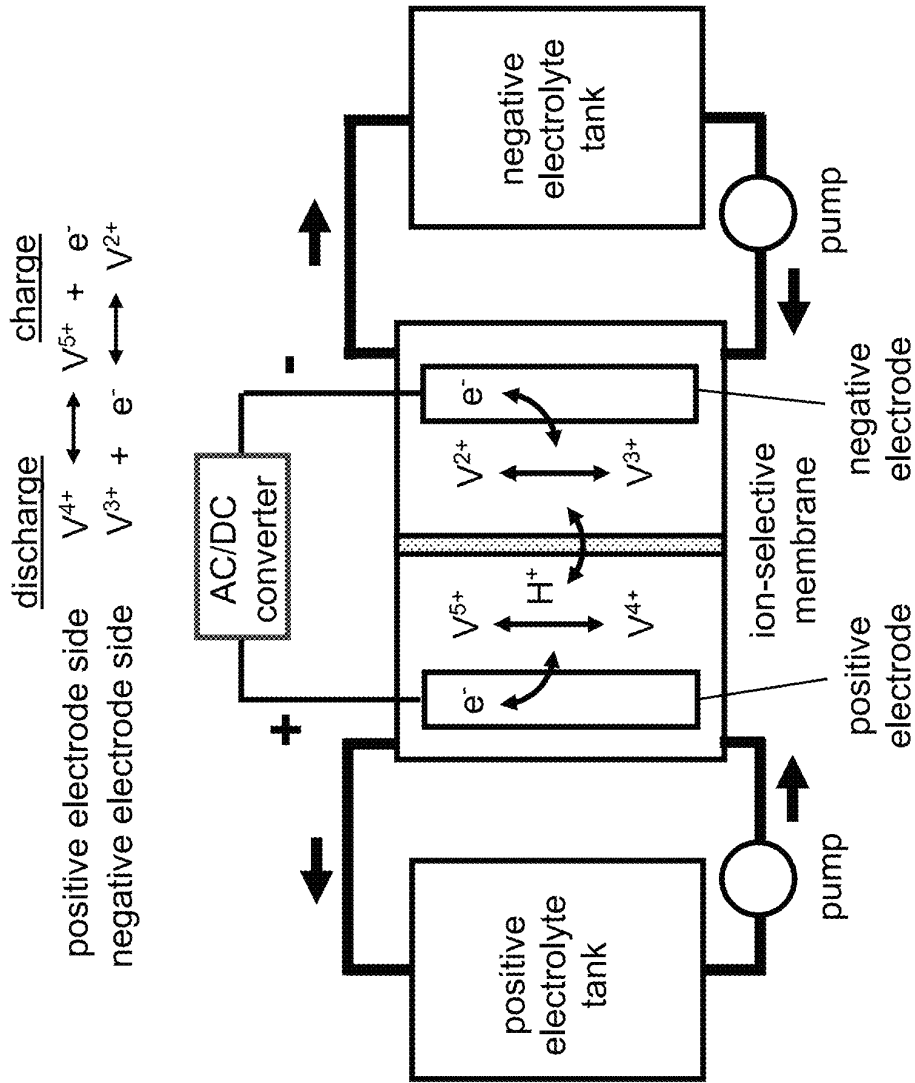 discharge charge
positive electrode side V⁴⁺ ⟷ V⁵⁺ + e⁻
negative electrode side V³⁺ + e⁻ ⟷ V²⁺
AC/DC
converter
+
-
positive
electrolyte
tank
e⁻
V⁵⁺
H⁺
V⁴⁺
V²⁺
V³⁺
e⁻
negative
electrolyte
tank
pump
positive
electrode
ion-selective
membrane
negative
electrode
pump